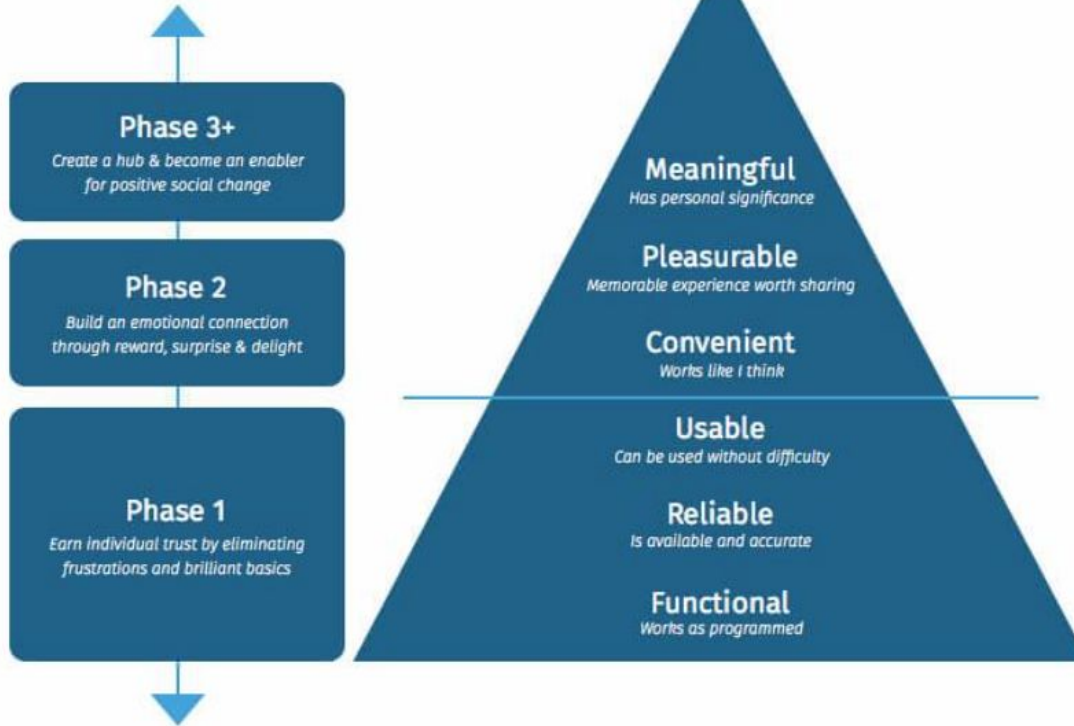 Phase 3+
Create a hub & become an enabler
for positive social change
Phase 2
Build an emotional connection
through reward, surprise & delight
Phase 1
Earn individual trust by eliminating
frustrations and brilliant basics
Meaningful
Has personal significance
Pleasurable
Memorable experience worth sharing
Convenient
Works like I think
Usable
Can be used without difficulty
Reliable
Is available and accurate
Functional
Works as programmed